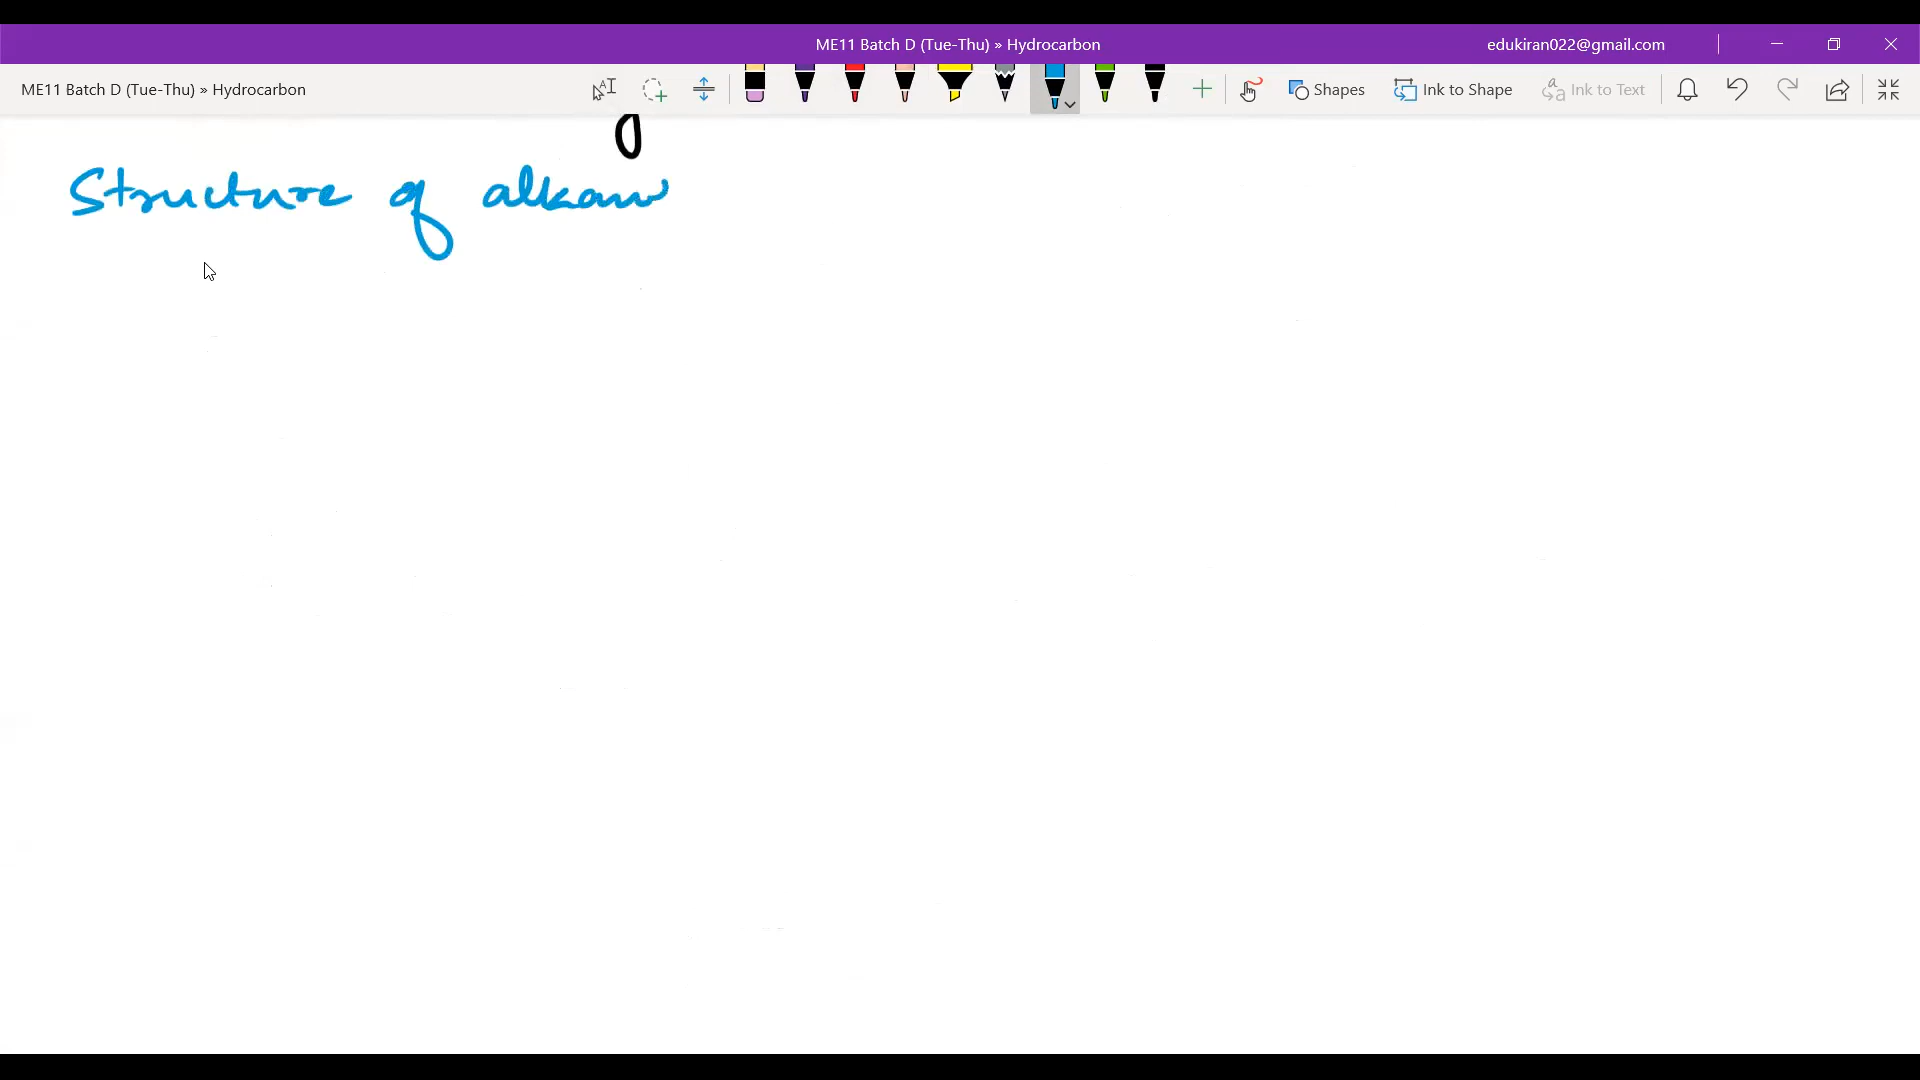 ME11 Batch D (Tue-Thu) » Hydrocarbon
edukiran022@gmail.com
ME11 Batch D (Tue-Thu) » Hydrocarbon
Shapes
Ink to Shape
Ink to Text
Structure of alkane